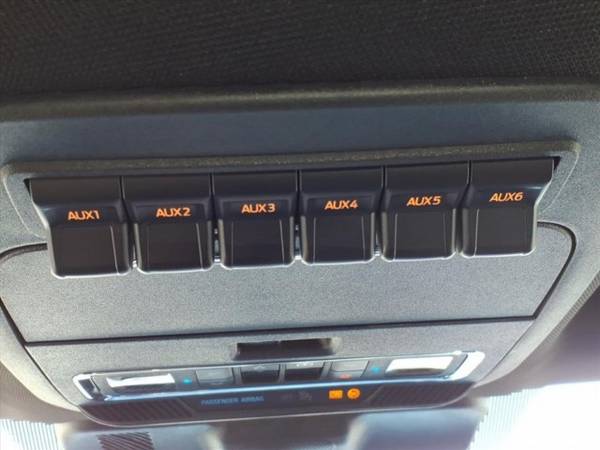 AUX1 AUX2 AUX3 AUX4 AUX5 AUX6
PASSENGER AIRBAG